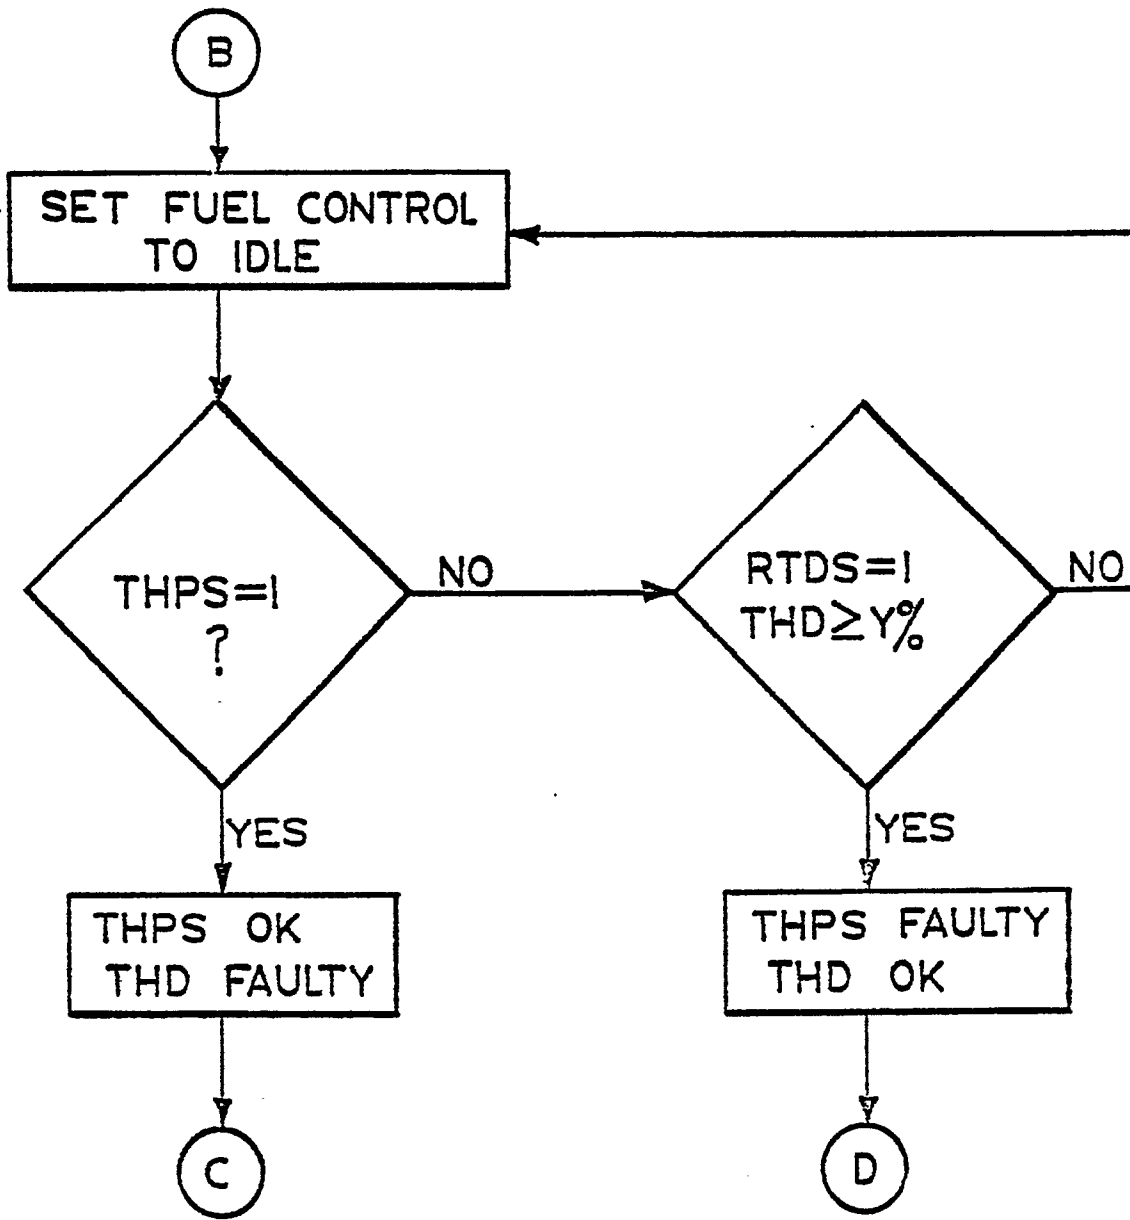 B
SET FUEL CONTROL
TO IDLE
THPS=1
?
NO
RTDS=1
THD≥Y%
NO
YES
YES
THPS OK
THD FAULTY
THPS FAULTY
THD OK
C
D